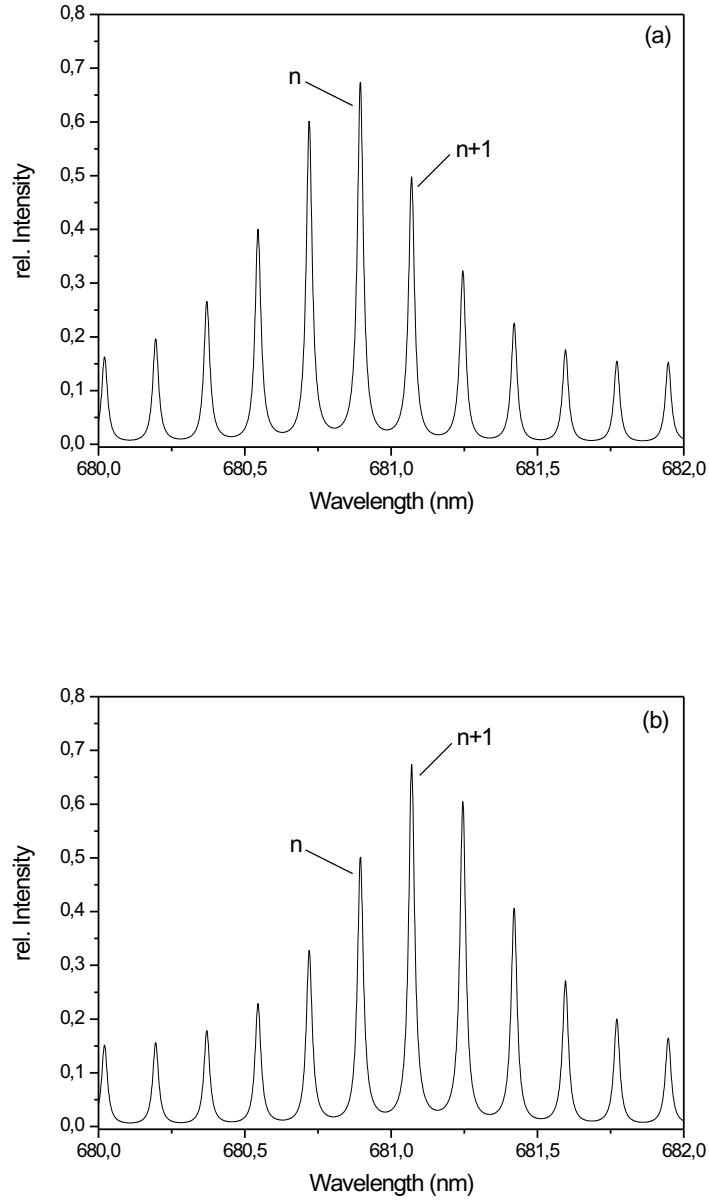 0,8
(a)
n
0,7
0,6
n+1
0,5
rel. Intensity
0,4
0,3
0,2
0,1
0,0
680,0 680,5 681,0 681,5 682,0
Wavelength (nm)
0,8
(b)
n+1
0,7
0,6
n
0,5
rel. Intensity
0,4
0,3
0,2
0,1
0,0
680,0 680,5 681,0 681,5 682,0
Wavelength (nm)